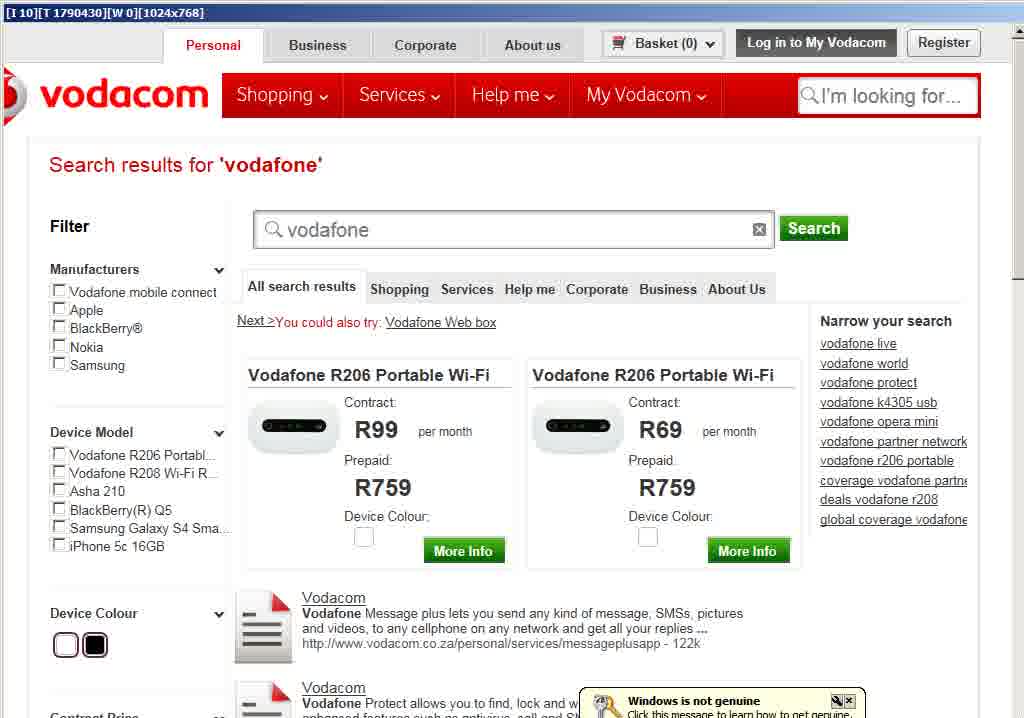 [I 10][T 1790430][W 0][1024x768]
Personal Business Corporate About us Basket (0) Log in to My Vodacom Register
vodacom Shopping Services Help me My Vodacom I'm looking for...
Search results for 'vodafone'
Filter
vodafone Search
Manufacturers
Vodafone mobile connect
Apple
BlackBerry®
Nokia
Samsung
Device Model
Vodafone R206 Portabl...
Vodafone R208 Wi-Fi R...
Asha 210
BlackBerry(R) Q5
Samsung Galaxy S4 Sma...
iPhone 5c 16GB
Device Colour
All search results Shopping Services Help me Corporate Business About Us
Next > You could also try: Vodafone Web box
Vodafone R206 Portable Wi-Fi
Contract:
R99 per month
Prepaid:
R759
Device Colour:
More Info
Vodafone R206 Portable Wi-Fi
Contract:
R69 per month
Prepaid:
R759
Device Colour:
More Info
Narrow your search
vodafone live
vodafone world
vodafone protect
vodafone k4305 usb
vodafone opera mini
vodafone partner network
vodafone r206 portable
coverage vodafone partne
deals vodafone r208
global coverage vodafone
Vodacom
Vodafone Message plus lets you send any kind of message, SMSs, pictures
and videos, to any cellphone on any network and get all your replies ...
http://www.vodacom.co.za/personal/services/messageplusapp - 122k
Vodacom
Vodafone Protect allows you to find, lock and w
enhanced features such as antivirus, call and S
Contract Price
Windows is not genuine
Click this message to learn how to get genuine